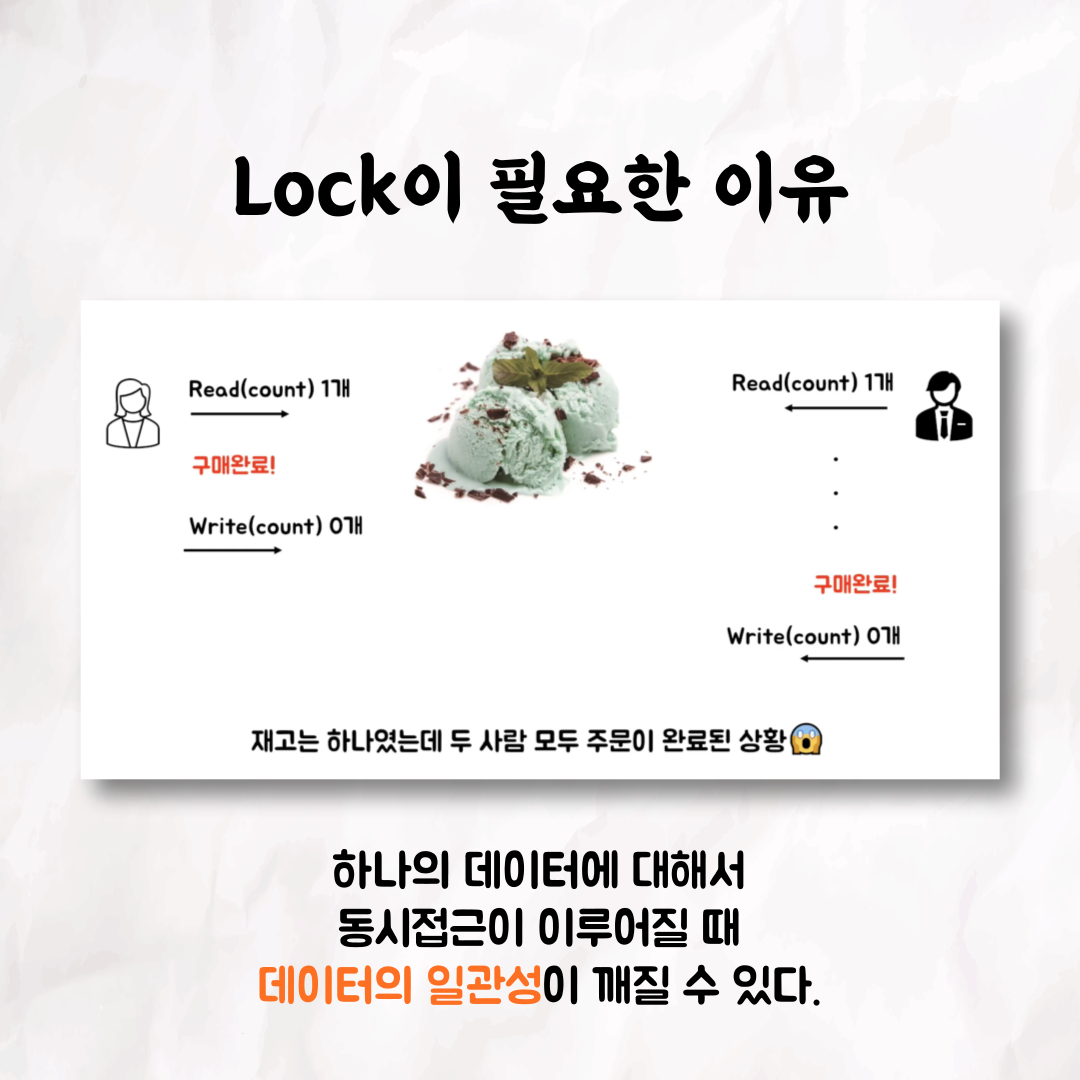 Lock이 필요한 이유
Read(count) 1개
구매완료!
Write(count) 0개
Read(count) 1개
.
.
.
구매완료!
Write(count) 0개
재고는 하나였는데 두 사람 모두 주문이 완료된 상황😱
하나의 데이터에 대해서
동시접근이 이루어질 때
데이터의 일관성이 깨질 수 있다.